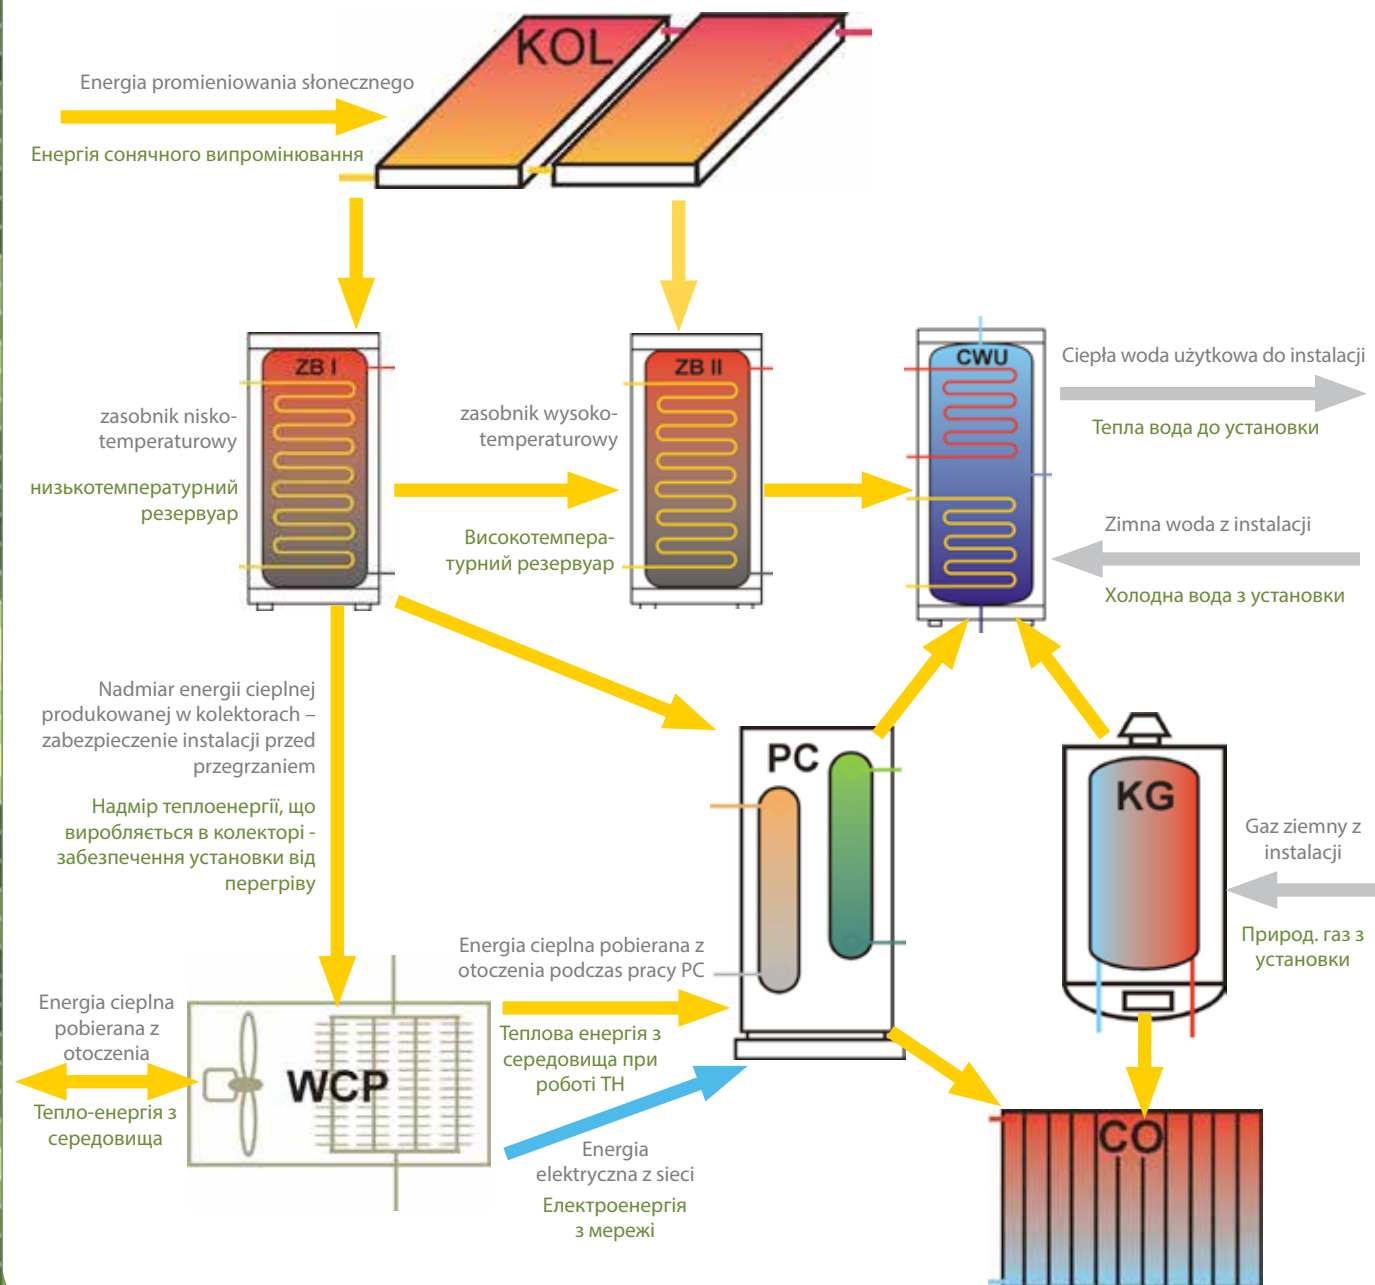 KOL
Energia promieniowania słonecznego
Енергія сонячного випромінювання
ZB I
zasobnik nisko-
temperaturowy
низькотемпературний
резервуар
ZB II
zasobnik wysoko-
temperaturowy
Високотемпера-
турний резервуар
CWU
Ciepła woda użytkowa do instalacji
Тепла вода до установки
Zimna woda z instalacji
Холодна вода з установки
Nadmiar energii cieplnej
produkowanej w kolektorach –
zabezpieczenie instalacji przed
przegrzaniem
Надмір теплоенергії, що
виробляється в колекторі -
забезпечення установки від
перегріву
PC
KG
Gaz ziemny z
instalacji
Природ. газ з
установки
Energia cieplna pobierana z
otoczenia podczas pracy PC
Теплова енергія з
середовища при
роботі ТН
Energia cieplna
pobierana z
otoczenia
Тепло-енергія з
середовища
WCP
Energia
elektryczna z sieci
Електроенергія
з мережі
CO